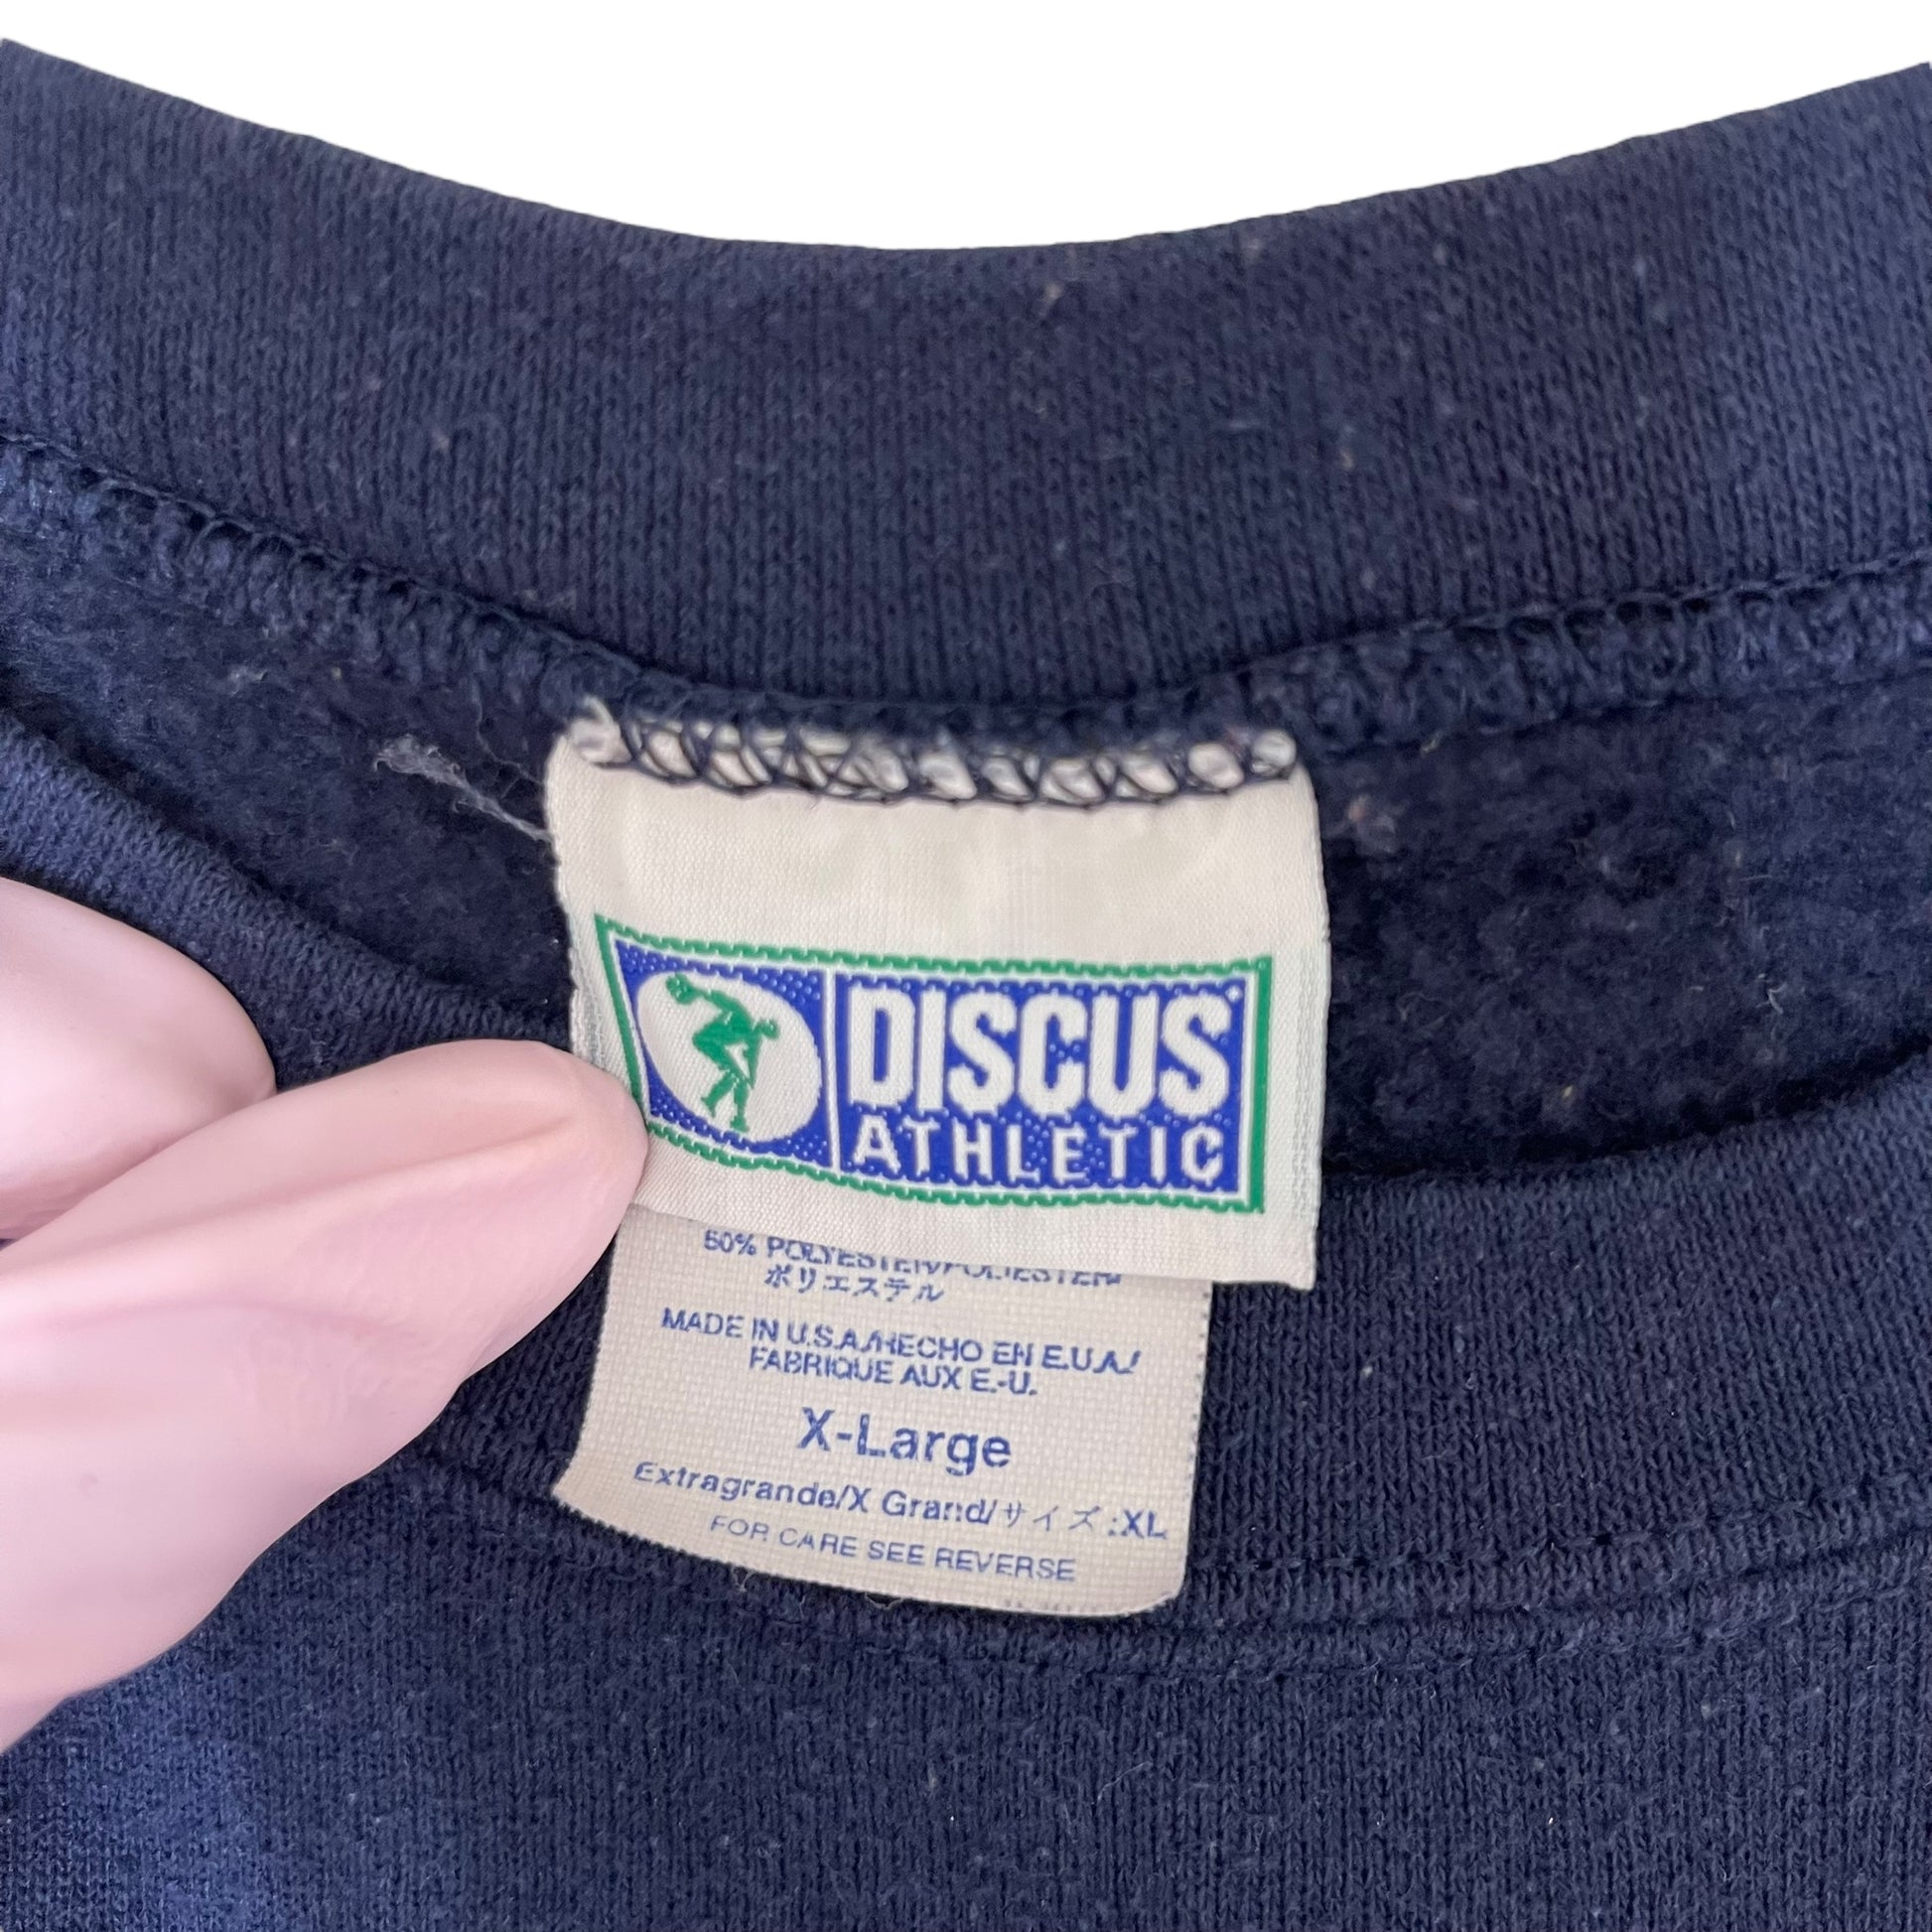 DISCUS
ATHLETIC
50% POLYESTER/POLIESTER/
ポリエステル
MADE IN U.S.A./HECHO EN E.U.A./
FABRIQUE AUX E.-U.
X-Large
Extragrande/X Grand/サイズ:XL
FOR CARE SEE REVERSE